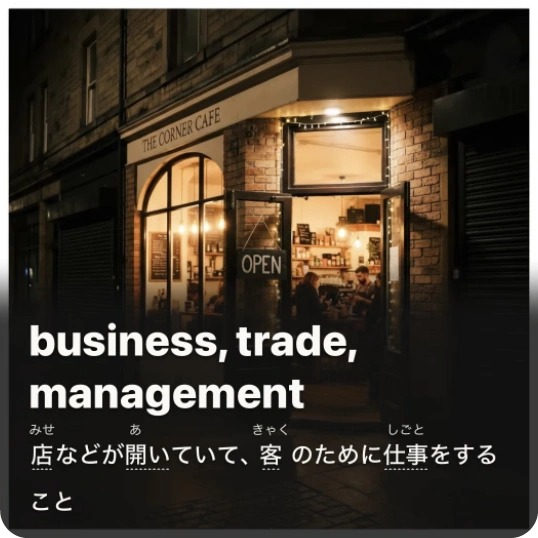 THE CORNER CAFE
OPEN
business, trade,
management
みせ あ きゃく しごと
店などが開いていて、客のために仕事をする
こと